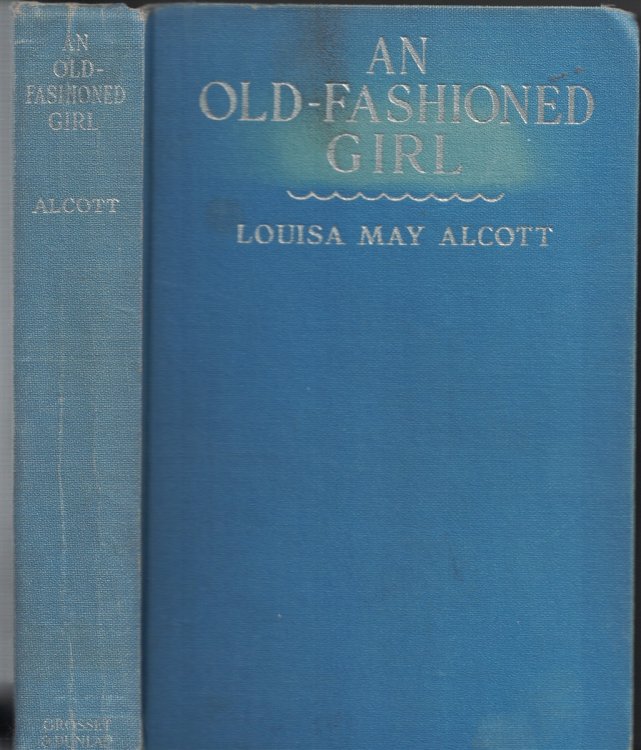 AN
OLD-
FASHIONED
GIRL
ALCOTT
GROSSET
& DUNLAP
AN
OLD-FASHIONED
GIRL
LOUISA MAY ALCOTT